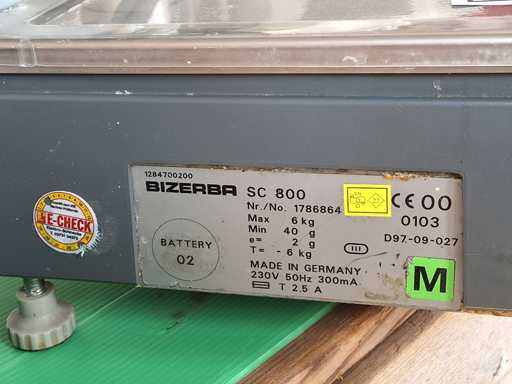 1284700200
BIZERBA SC 800
Nr./No. 1786864
Max 6 kg
Min 40 g
e= 2 g
T= - 6 kg
MADE IN GERMANY
230V 50Hz 300mA
T 2.5 A
BATTERY
02
CE 00
0103
D97-09-027
III
M
E-CHECK